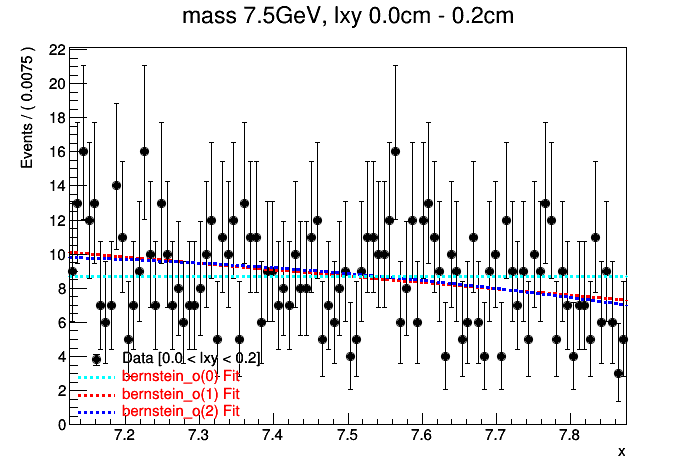 mass 7.5GeV, lxy 0.0cm - 0.2cm
Events / ( 0.0075 )
22
20
18
16
14
12
10
8
6
4
2
0
Data [0.0 < lxy < 0.2]
bernstein_o(0) Fit
bernstein_o(1) Fit
bernstein_o(2) Fit
7.2 7.3 7.4 7.5 7.6 7.7 7.8
x